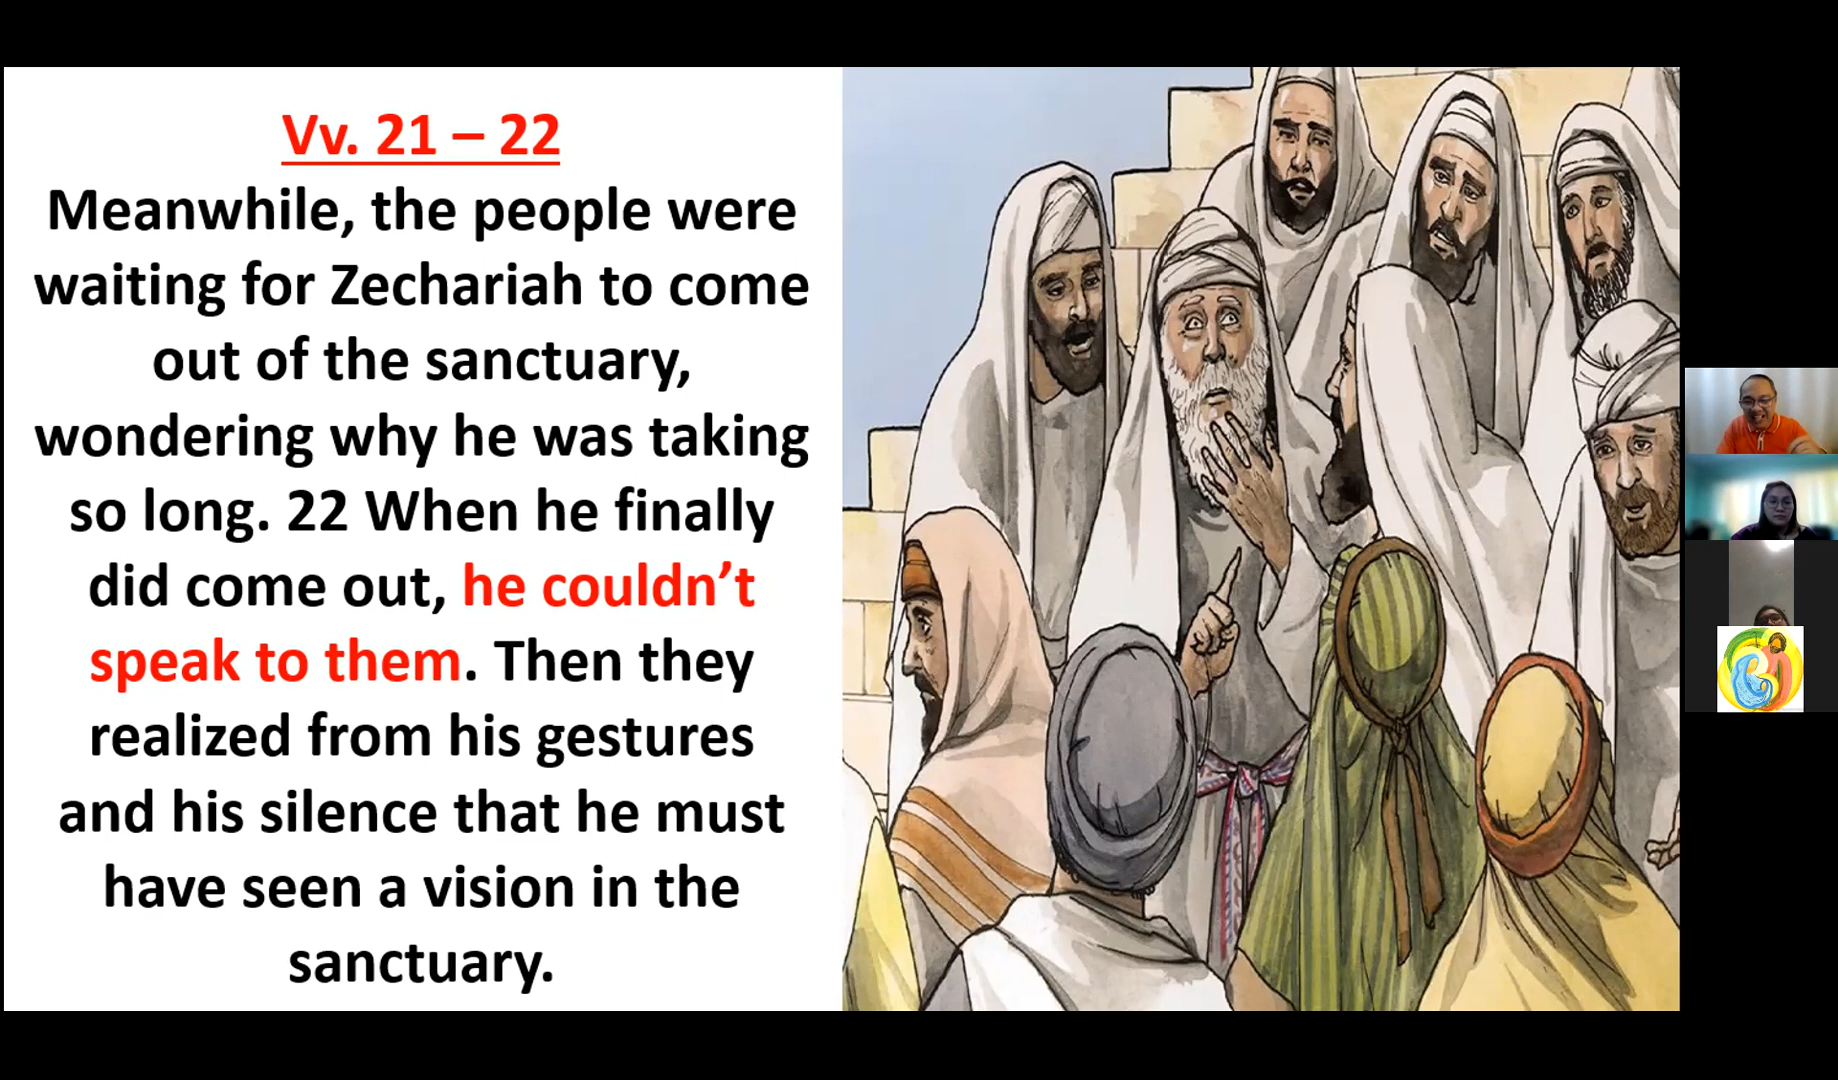 Vv. 21 – 22
Meanwhile, the people were
waiting for Zechariah to come
out of the sanctuary,
wondering why he was taking
so long. 22 When he finally
did come out, he couldn’t
speak to them. Then they
realized from his gestures
and his silence that he must
have seen a vision in the
sanctuary.